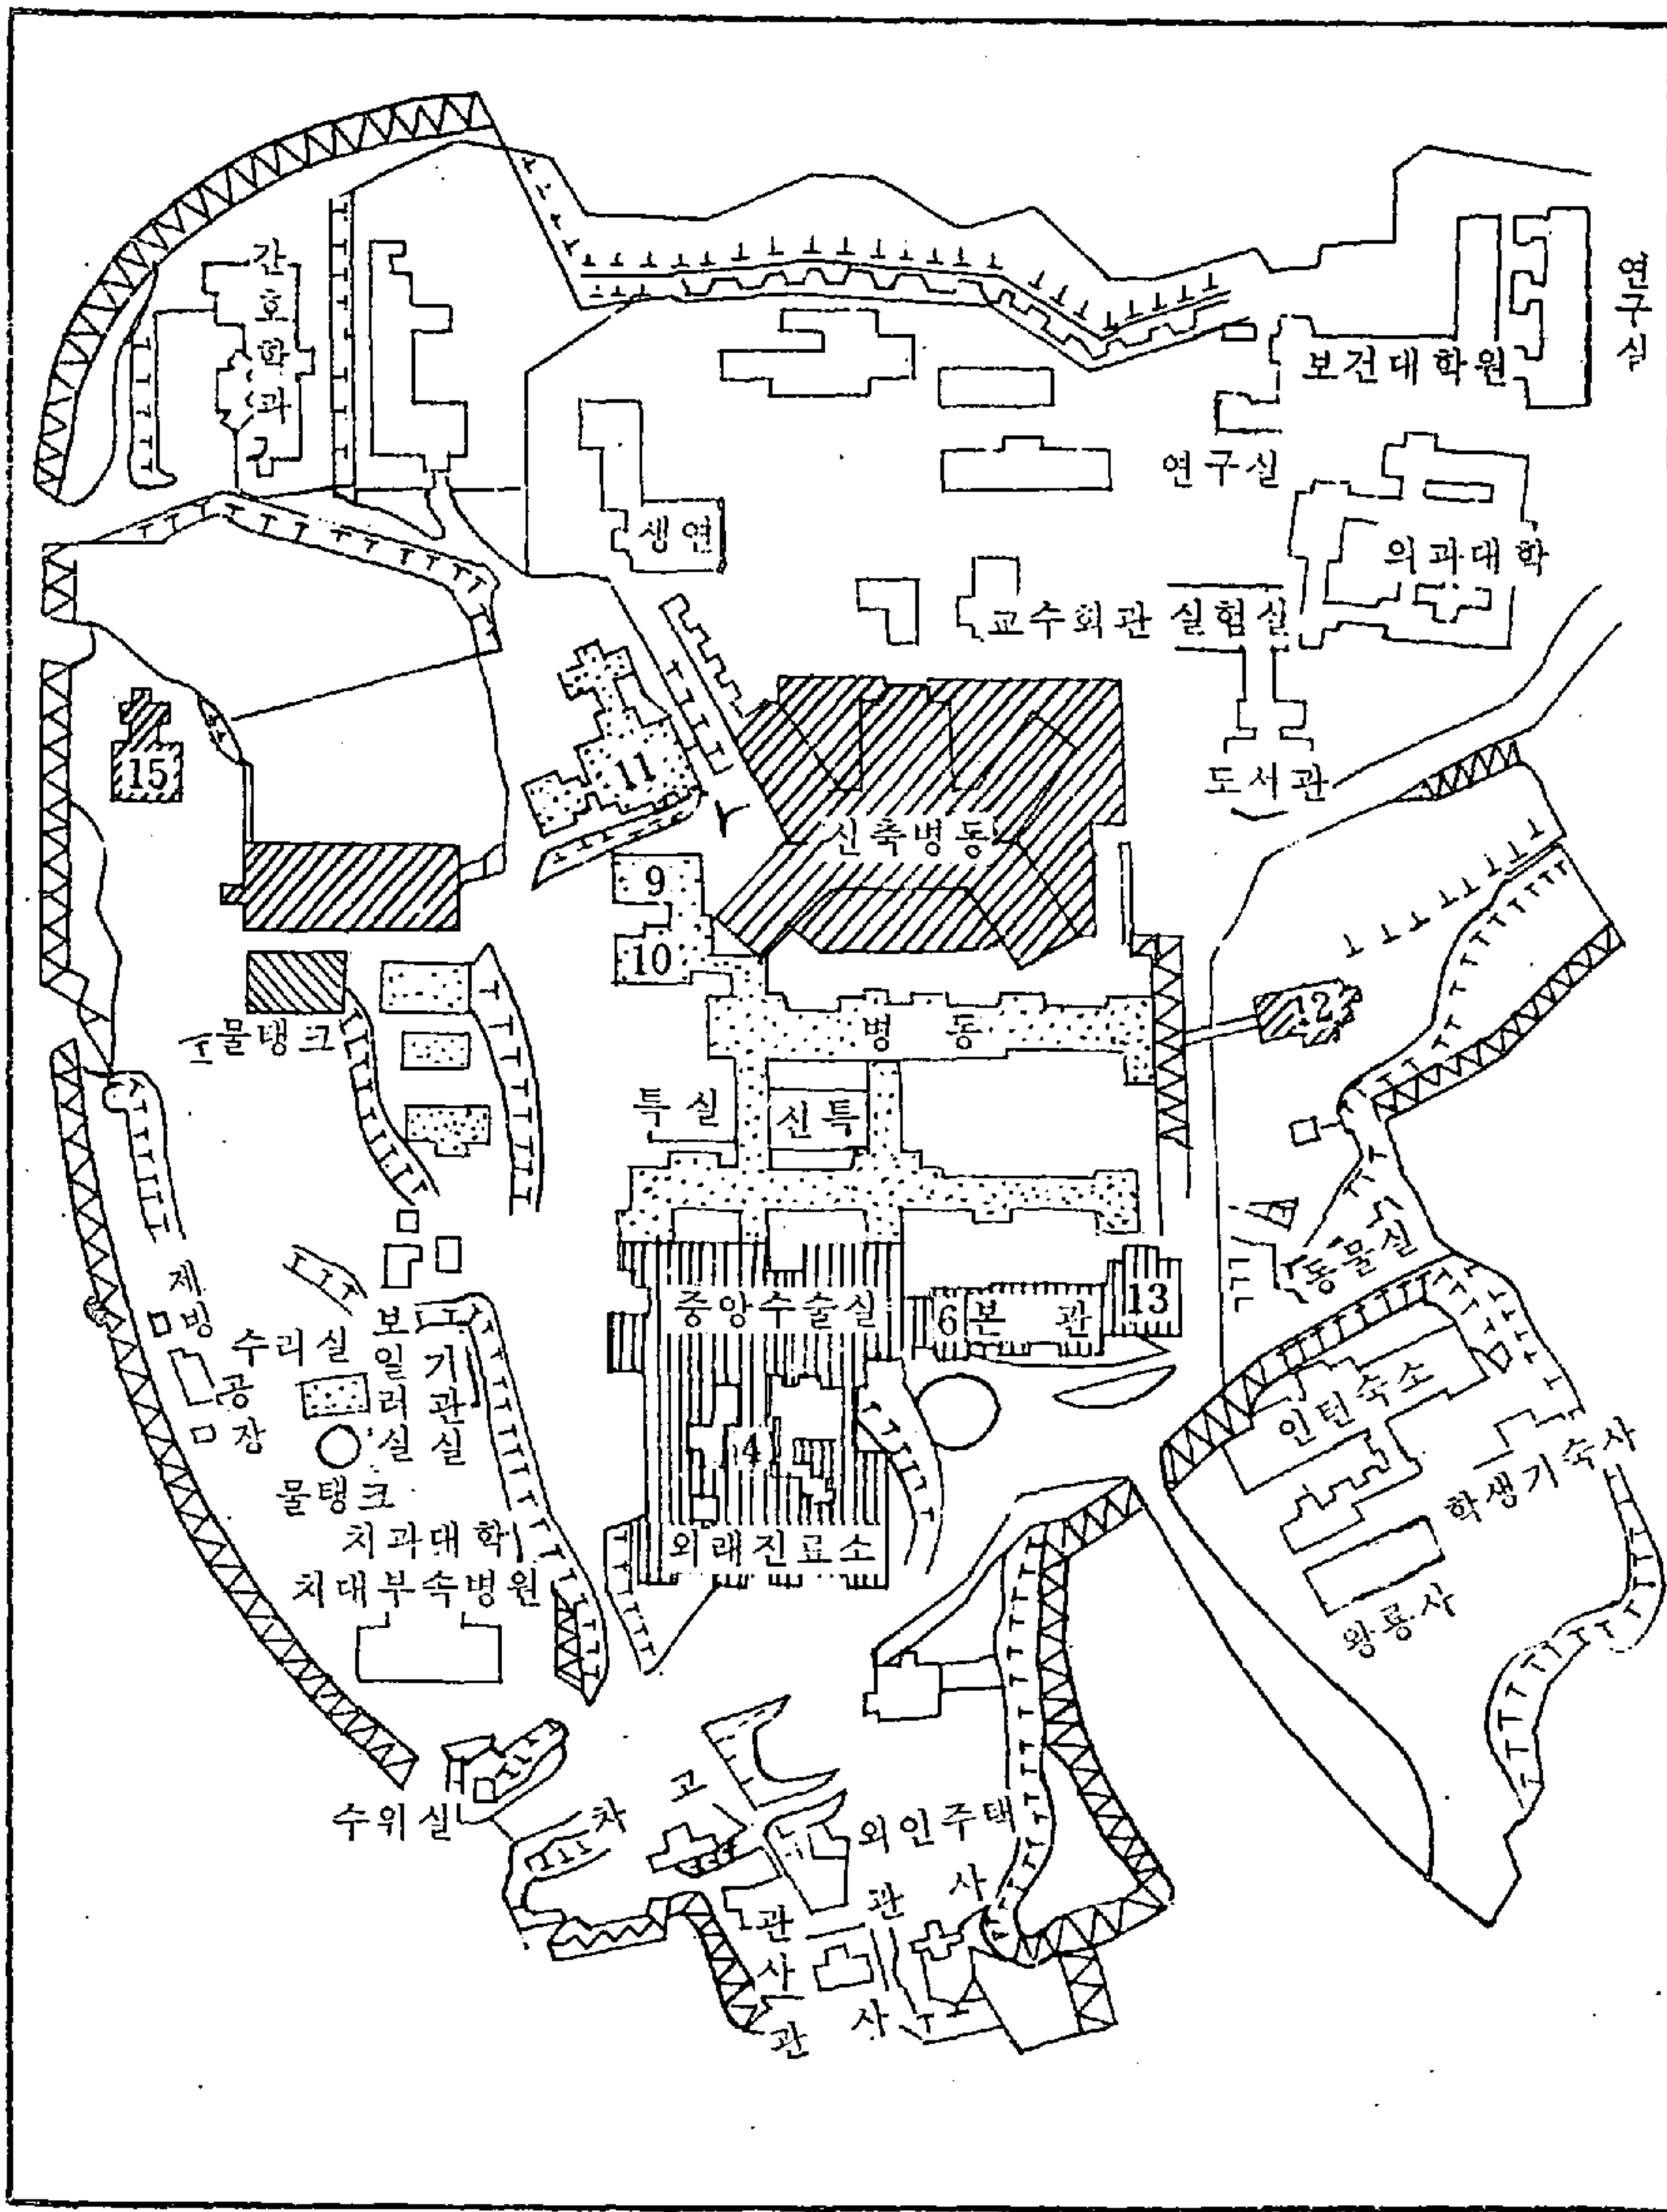 간호학과
연구실
보건대학원
연구실
생연
의과대학
교수회관
실험실
도서관
15
11
신축병동
9
10
12
물탱크
병동
특실
신특
동물실
제빙공장
수리실
보일러실
기관실
중앙수술실
6
본관
13
인턴숙소
4
물탱크
학생기숙사
치과대학
외래진료소
치대부속병원
왕룡사
수위실
차고
외인주택
관사
관사
관사